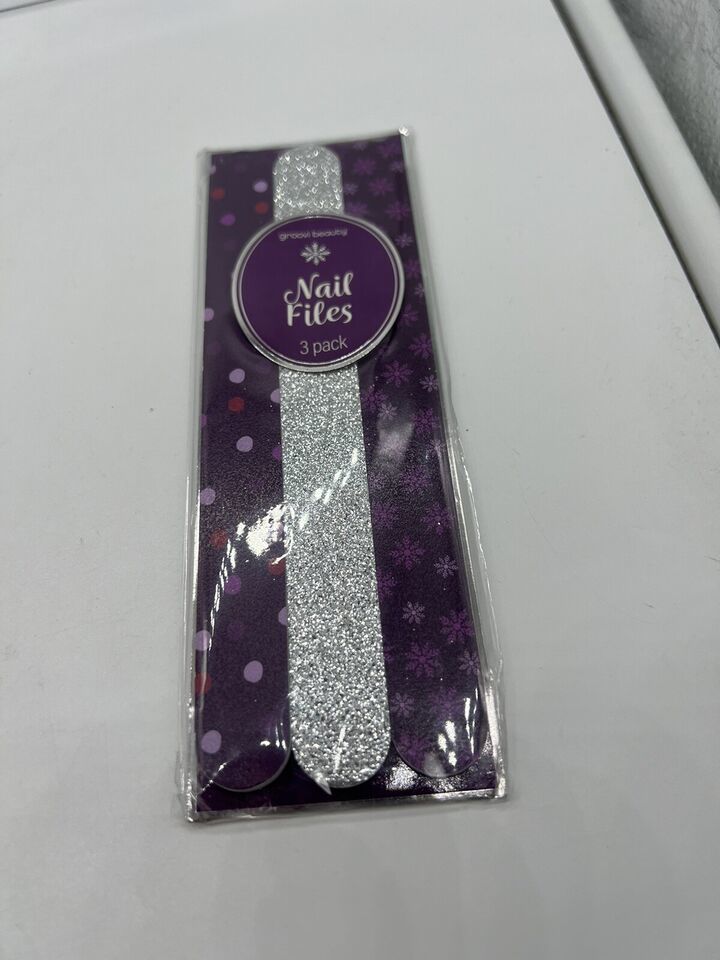 groovi beauty
Nail
Files
3 pack